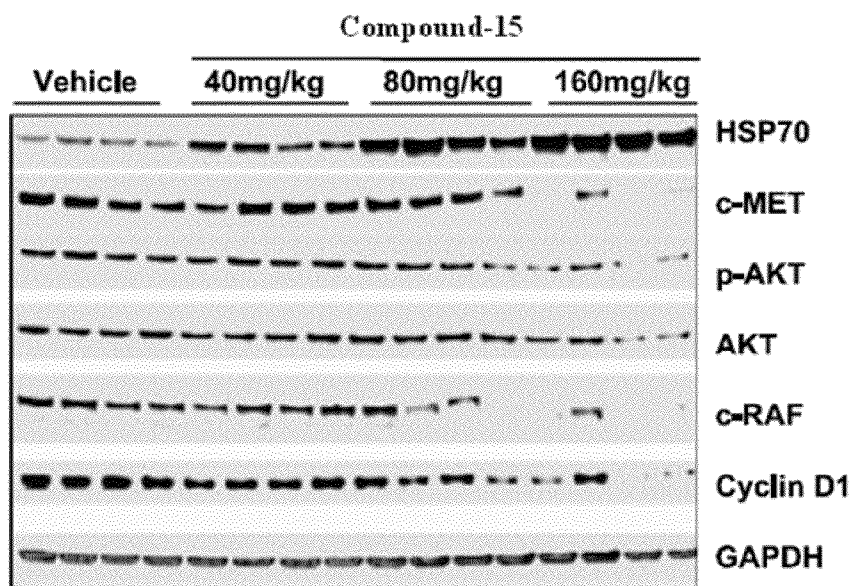 Compound-15
Vehicle 40mg/kg 80mg/kg 160mg/kg
HSP70
c-MET
p-AKT
AKT
c-RAF
Cyclin D1
GAPDH